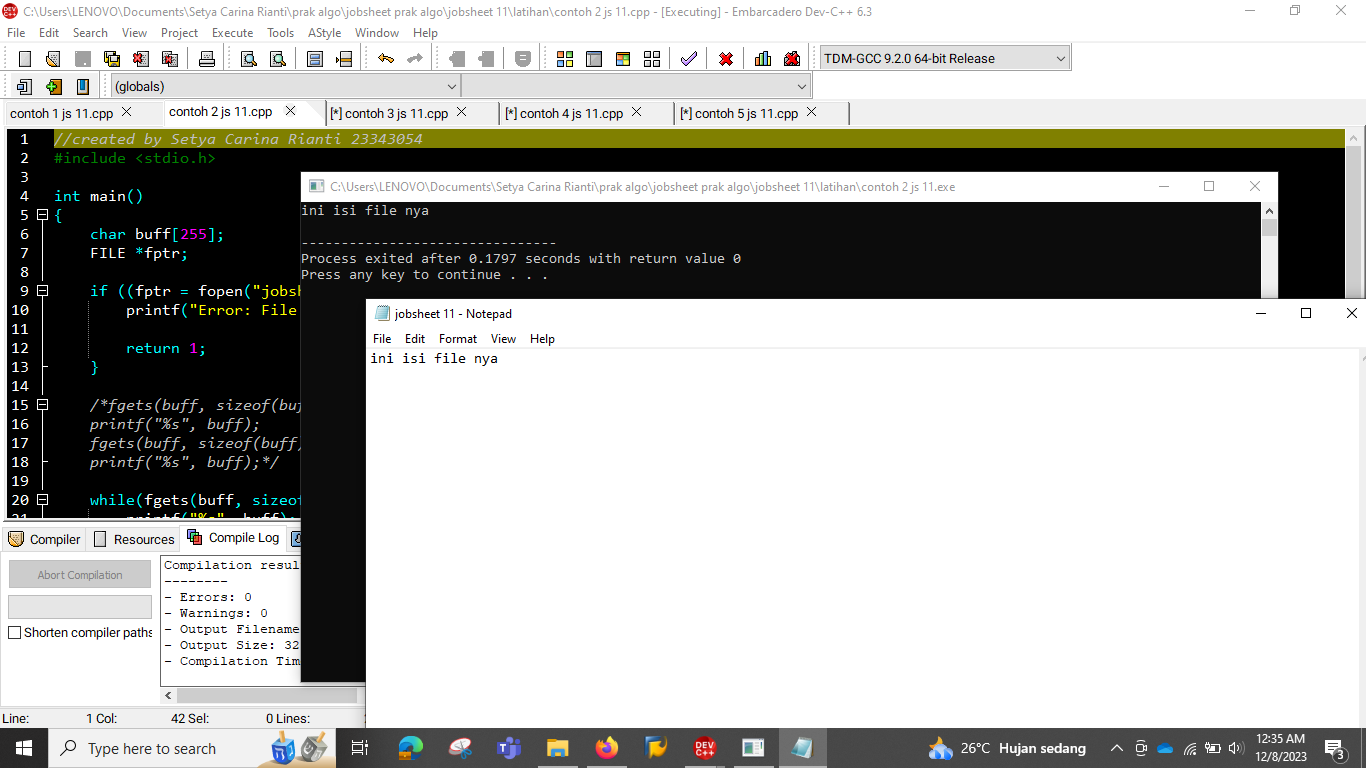 C:\Users\LENOVO\Documents\Setya Carina Rianti\prak algo\jobsheet prak algo\jobsheet 11\latihan\contoh 2 js 11.cpp - [Executing] - Embarcadero Dev-C++ 6.3
File Edit Search View Project Execute Tools AStyle Window Help
TDM-GCC 9.2.0 64-bit Release
(globals)
contoh 1 js 11.cpp contoh 2 js 11.cpp [*] contoh 3 js 11.cpp [*] contoh 4 js 11.cpp [*] contoh 5 js 11.cpp
1 //created by Setya Carina Rianti 23343054
2 #include <stdio.h>
3
4 int main()
5 {
6 char buff[255];
7 FILE *fptr;
8
9 if ((fptr = fopen("jobsh
10 printf("Error: File
11
12 return 1;
13 }
14
15 /*fgets(buff, sizeof(buf
16 printf("%s", buff);
17 fgets(buff, sizeof(buff)
18 printf("%s", buff);*/
19
20 while(fgets(buff, sizeof
21 printf("%s", buff);
C:\Users\LENOVO\Documents\Setya Carina Rianti\prak algo\jobsheet prak algo\jobsheet 11\latihan\contoh 2 js 11.exe
ini isi file nya
--------------------------------
Process exited after 0.1797 seconds with return value 0
Press any key to continue . . .
jobsheet 11 - Notepad
File Edit Format View Help
ini isi file nya
Compiler Resources Compile Log
Abort Compilation
Shorten compiler paths
Compilation resul
--------
- Errors: 0
- Warnings: 0
- Output Filename
- Output Size: 32
- Compilation Tim
Line: 1 Col: 42 Sel: 0 Lines:
Type here to search
DEV C++
26°C Hujan sedang
12:35 AM
12/8/2023
3